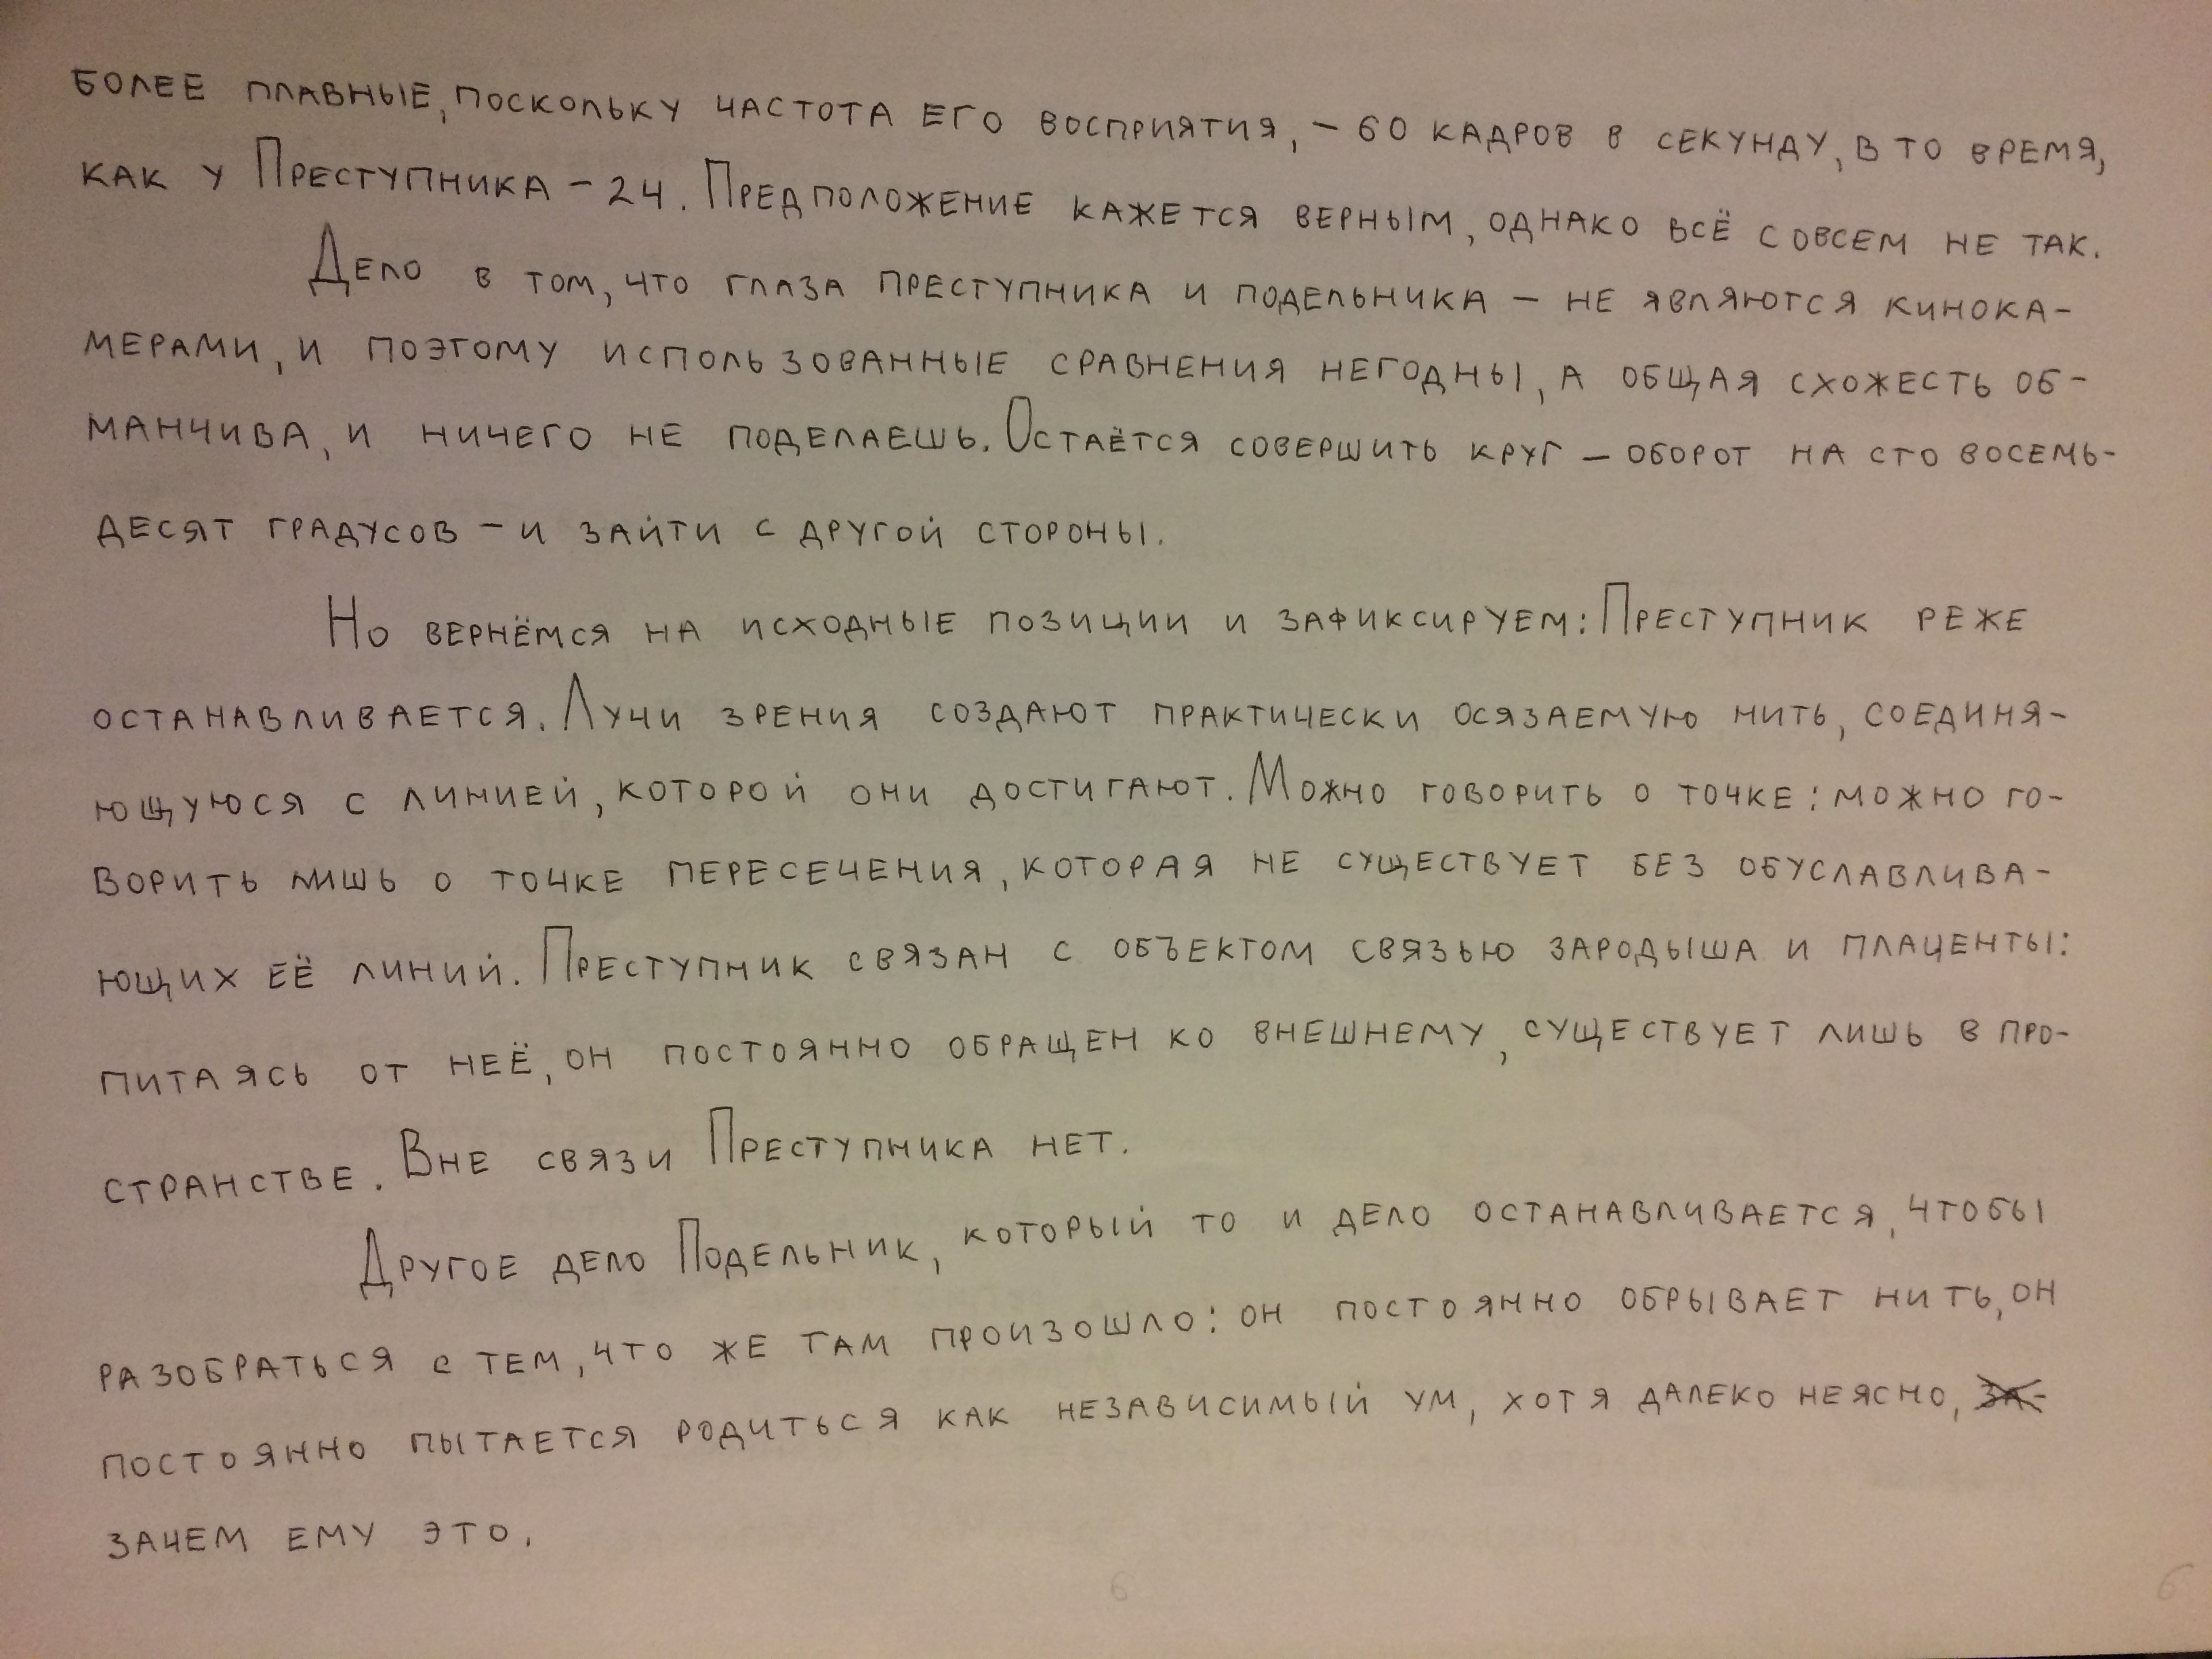 более плавные, поскольку частота его восприятия, – 60 кадров в секунду, в то время,
как у Преступника – 24. Предположение кажется верным, однако всё совсем не так.
Дело в том, что глаза преступника и подельника – не являются кинока-
мерами, и поэтому использованные сравнения негодны, а общая схожесть об-
манчива, и ничего не поделаешь. Остаётся совершить круг – оборот на сто восемь-
десят градусов – и зайти с другой стороны.
Но вернёмся на исходные позиции и зафиксируем: Преступник реже
останавливается. Лучи зрения создают практически осязаемую нить, соединя-
ющуюся с линией, которой они достигают. Можно говорить о точке: можно го-
ворить лишь о точке пересечения, которая не существует без обуславлива-
ющих её линий. Преступник связан с объектом связью зародыша и плаценты:
питаясь от неё, он постоянно обращен ко внешнему, существует лишь в про-
странстве. Вне связи Преступника нет.
Другое дело Подельник, который то и дело останавливается, чтобы
разобраться с тем, что же там произошло: он постоянно обрывает нить, он
постоянно пытается родиться как независимый ум, хотя далеко неясно, за-
зачем ему это.
6 6